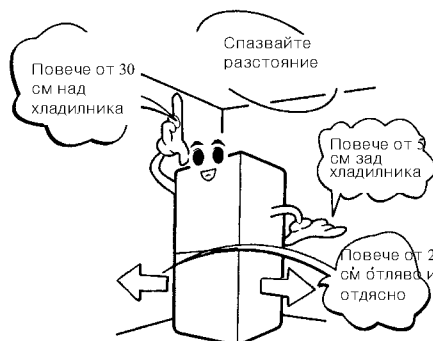 Спазвайте
разстояние
Повече от 30
см над
хладилника
Повече от 5
см зад
хладилника
Повече от 2
см отляво и
отдясно